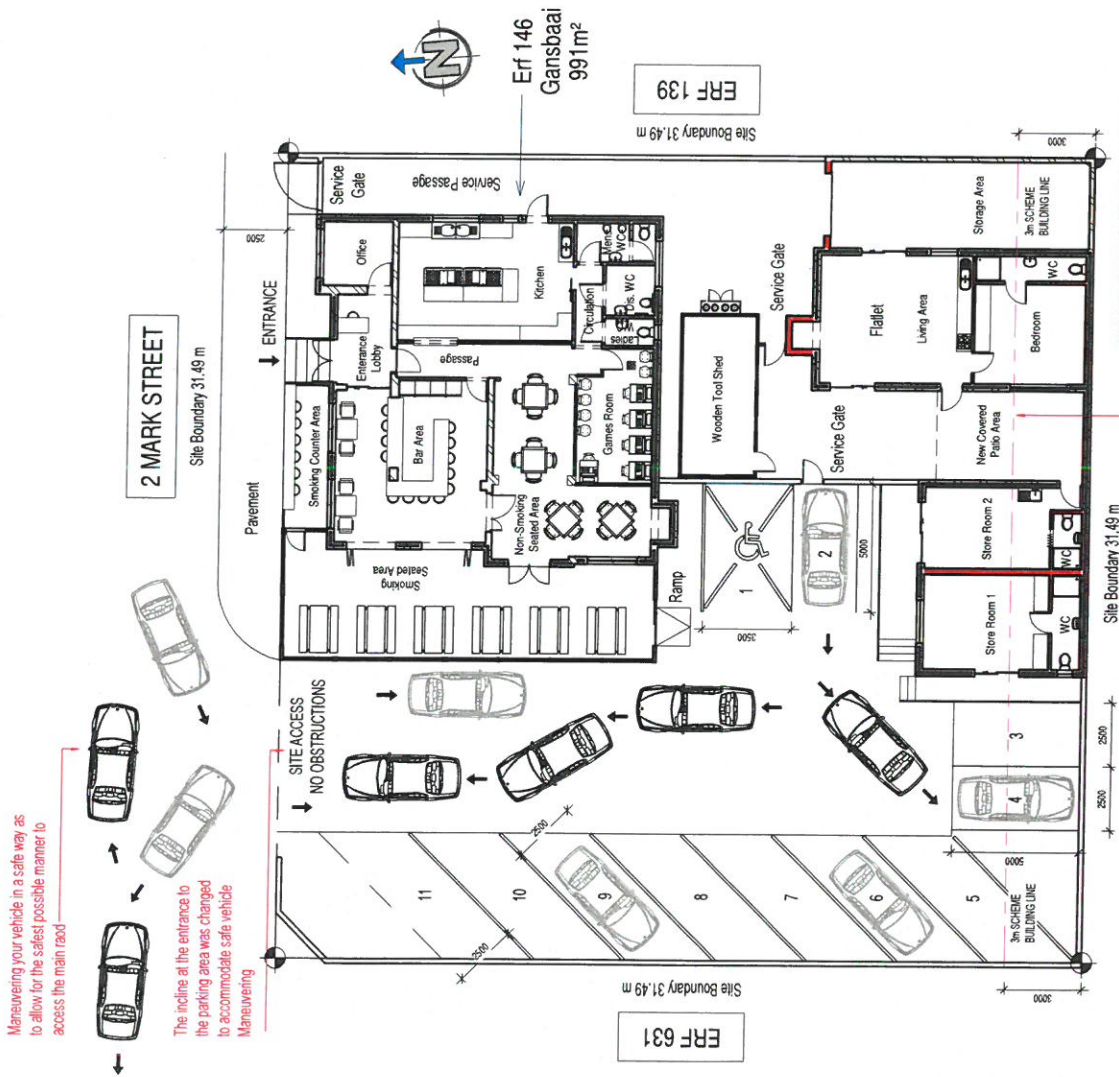 Maneuvering your vehicle in a safe way as
to allow for the safest possible manner to
access the main raod
The incline at the entrance to
the parking area was changed
to accommodate safe vehicle
Maneuvering
2 MARK STREET
Site Boundary 31.49 m
Pavement
2500
ENTRANCE
N
Erf 146
Gansbaai
991m²
ERF 139
Site Boundary 31.49 m
3000
Service
Gate
Service Passage
Office
Enterance
Lobby
Smoking Counter Area
Bar Area
Passage
Kitchen
Circulation
Mens
WC
Dis. WC
Ladies
WC
Games Room
Non-Smoking
Seated Area
Smoking
Seated Area
Ramp
SITE ACCESS
NO OBSTRUCTIONS
Wooden Tool Shed
Service Gate
Service Gate
Flatlet
Living Area
Bedroom
WC
Storage Area
3m SCHEME
BUILDING LINE
New Covered
Patio Area
Store Room 2
WC
Store Room 1
WC
1
3500
2
5000
3
4
2500
2500
5000
5
6
7
8
9
10
11
2500
2500
3m SCHEME
BUILDING LINE
3000
Site Boundary 31.49 m
ERF 631
Site Boundary 31.49 m